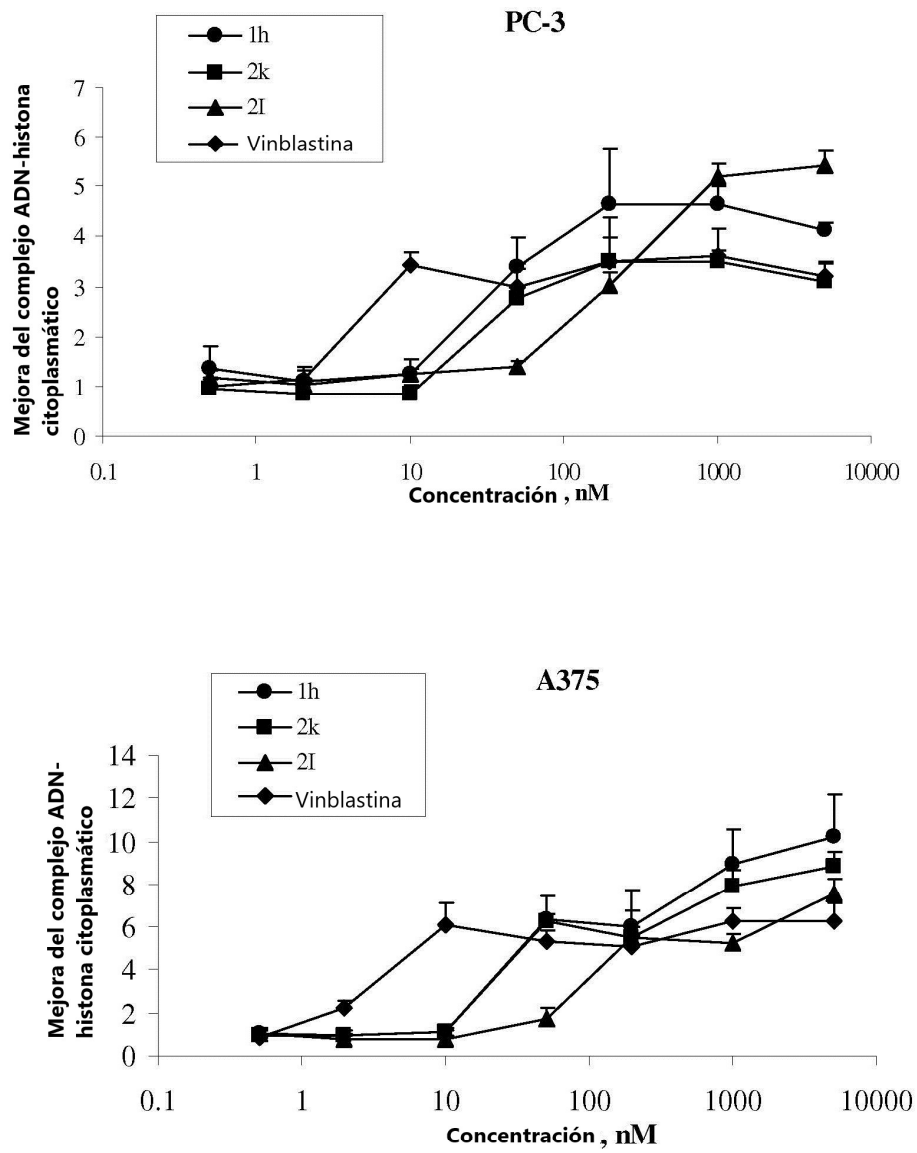 PC-3
1h
2k
2I
Vinblastina
Mejora del complejo ADN-histona
citoplasmático
7
6
5
4
3
2
1
0
0.1
1
10
100
1000
10000
Concentración , nM
A375
1h
2k
2I
Vinblastina
Mejora del complejo ADN-
histona citoplasmático
14
12
10
8
6
4
2
0
0.1
1
10
100
1000
10000
Concentración , nM